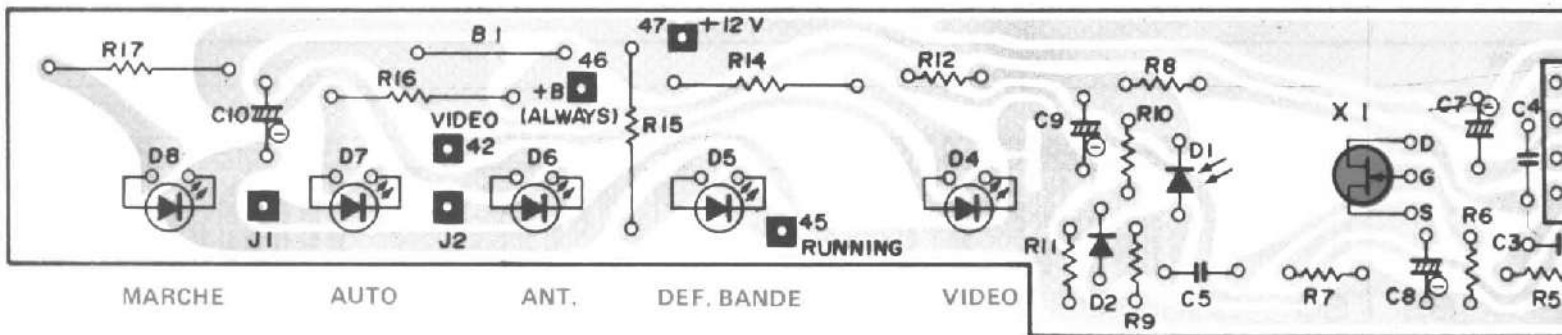 47 +12V
R17 B1 46 R14 R12 R8
R16 +B (ALWAYS) R15 C9 R10 X1 C7 C4
C10 ⊖ VIDEO 42 ⊖ D1 D ⊖
D8 D7 D6 D5 D4 G
J1 J2 45 RUNNING R11 S R6
C3
D2 R9 C5 R7 C8 ⊖ R5
MARCHE AUTO ANT. DEF. BANDE VIDEO